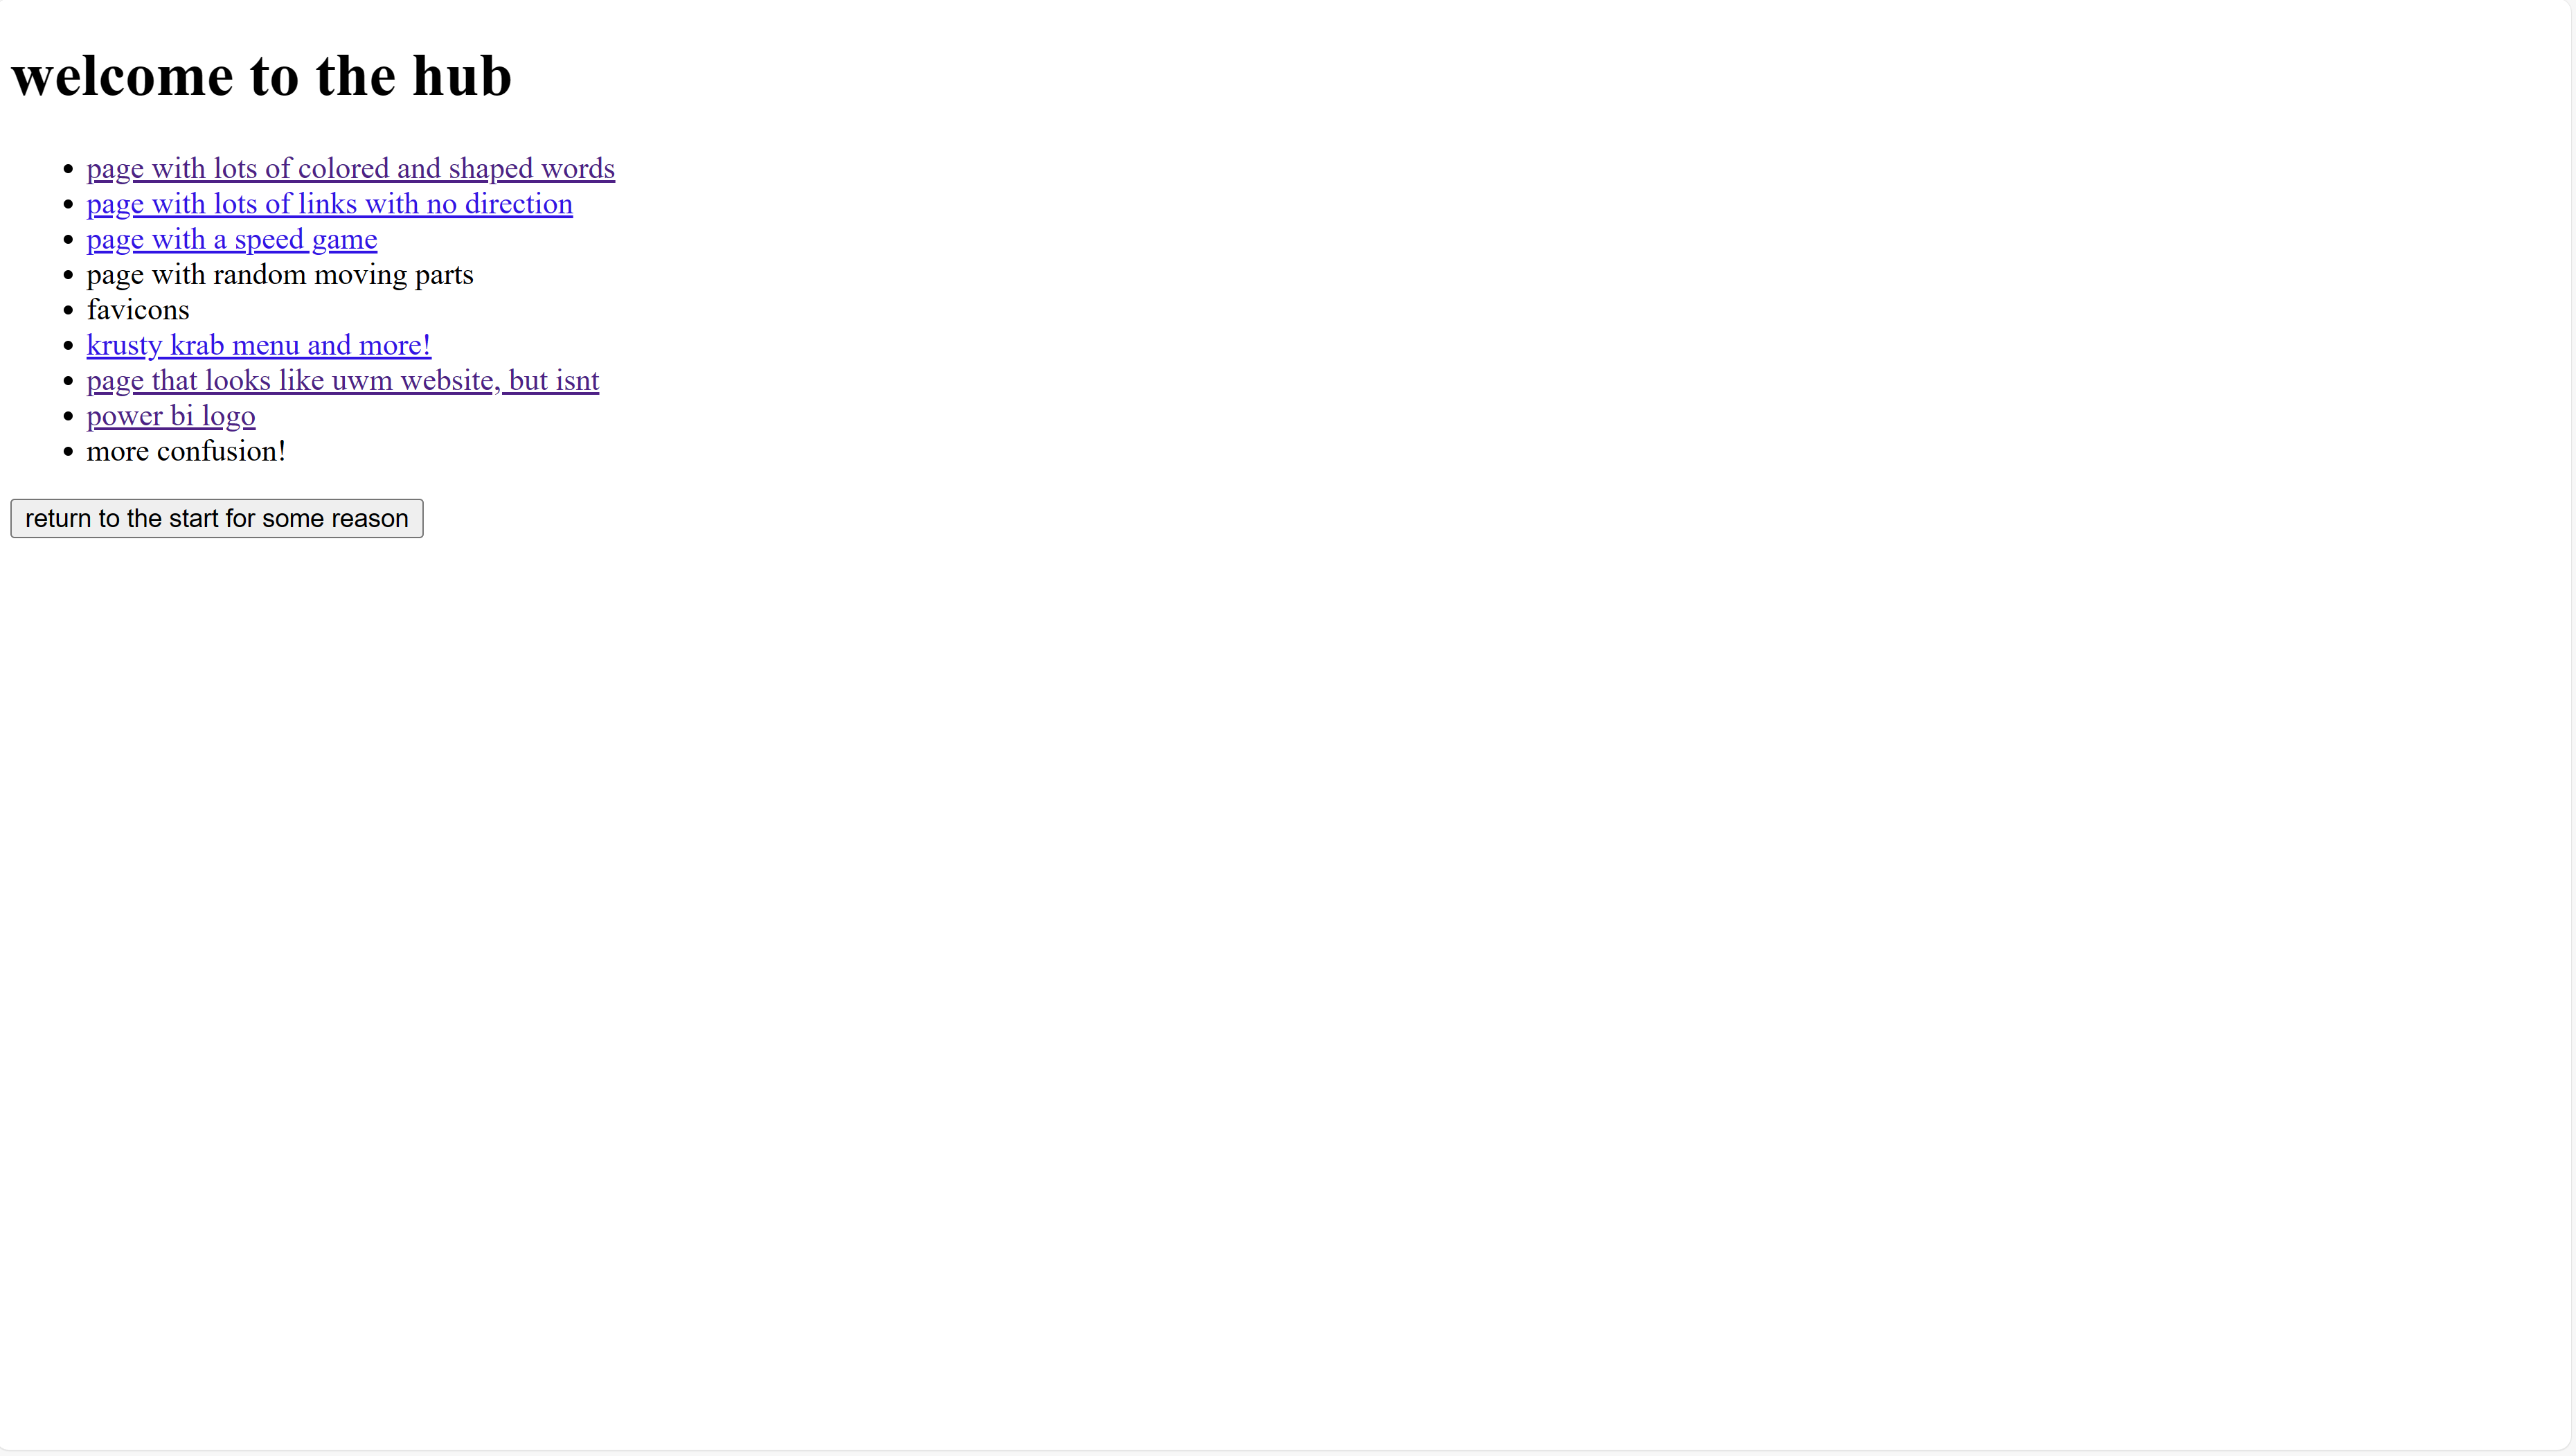 welcome to the hub
page with lots of colored and shaped words
page with lots of links with no direction
page with a speed game
page with random moving parts
favicons
krusty krab menu and more!
page that looks like uwm website, but isnt
power bi logo
more confusion!
return to the start for some reason